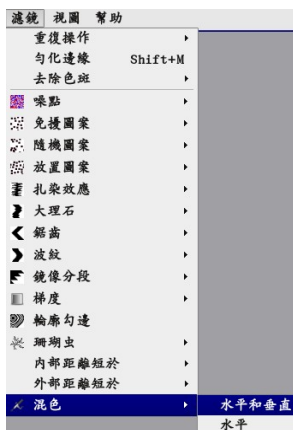 濾鏡 視圖 幫助
重復操作
勻化邊緣 Shift+M
去除色斑
噪點
免擾圖案
隨機圖案
放置圖案
扎染效應
大理石
鋸齒
波紋
鏡像分段
梯度
輪廓勾邊
珊瑚虫
內部距離短於
外部距離短於
混色
水平和垂直
水平